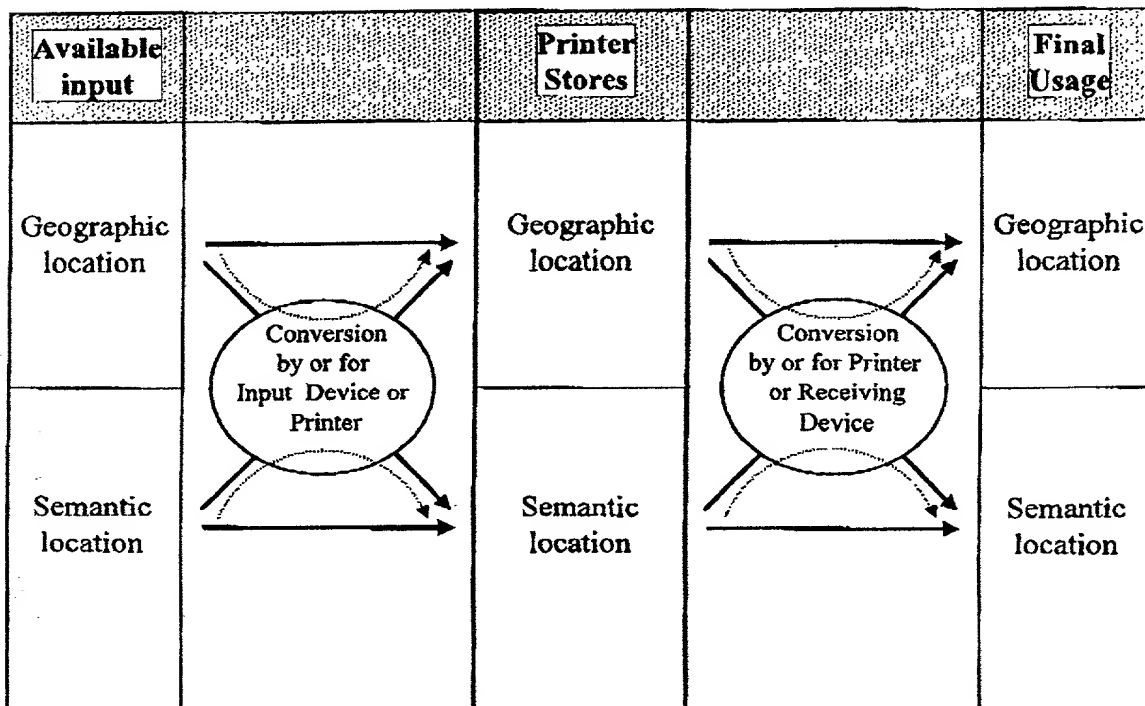 Available
input
Printer
Stores
Final
Usage
Geographic
location
Geographic
location
Geographic
location
Conversion
by or for
Input Device or
Printer
Conversion
by or for Printer
or Receiving
Device
Semantic
location
Semantic
location
Semantic
location